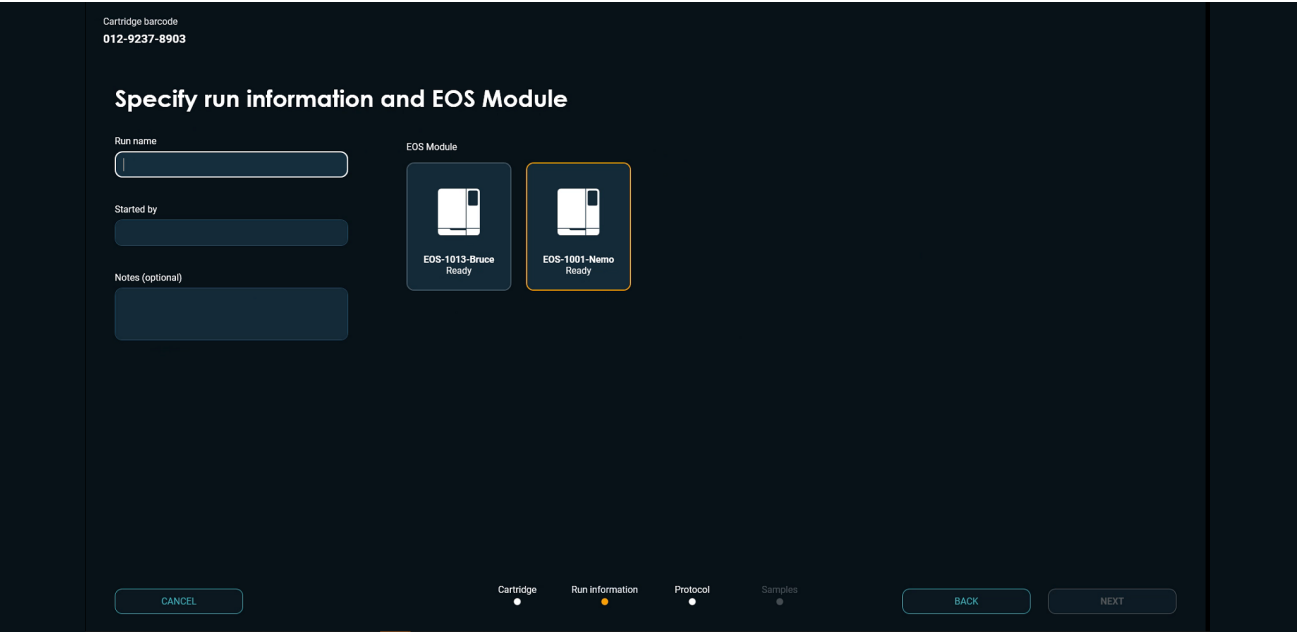 Cartridge barcode
012-9237-8903
Specify run information and EOS Module
Run name
Started by
Notes (optional)
EOS Module
EOS-1013-Bruce
Ready
EOS-1001-Nemo
Ready
CANCEL
Cartridge
Run information
Protocol
Samples
BACK
NEXT